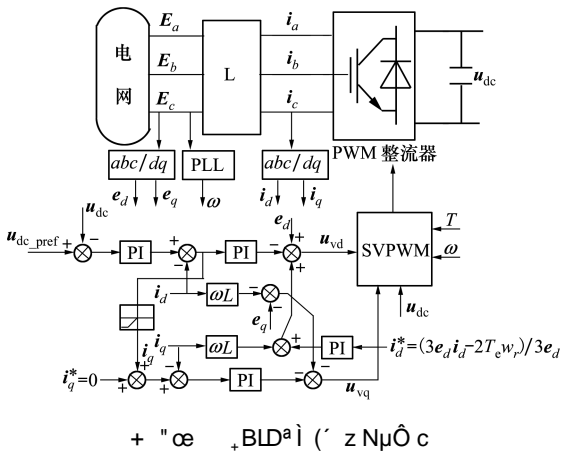 E_a i_a
电网
E_b L i_b u_dc
E_c i_c
PWM 整流器
abc/dq PLL abc/dq
e_d e_q ω i_d i_q
u_dc e_d
u_dc_pref + − PI + − PI − + + u_vd SVPWM T
ω
i_d ωL − − u_dc
e_q
i_q ωL + + PI i_d^*=(3e_d i_d−2T_e w_r)/3e_d
i_q
i_q^*=0 + + − + PI − − u_vq